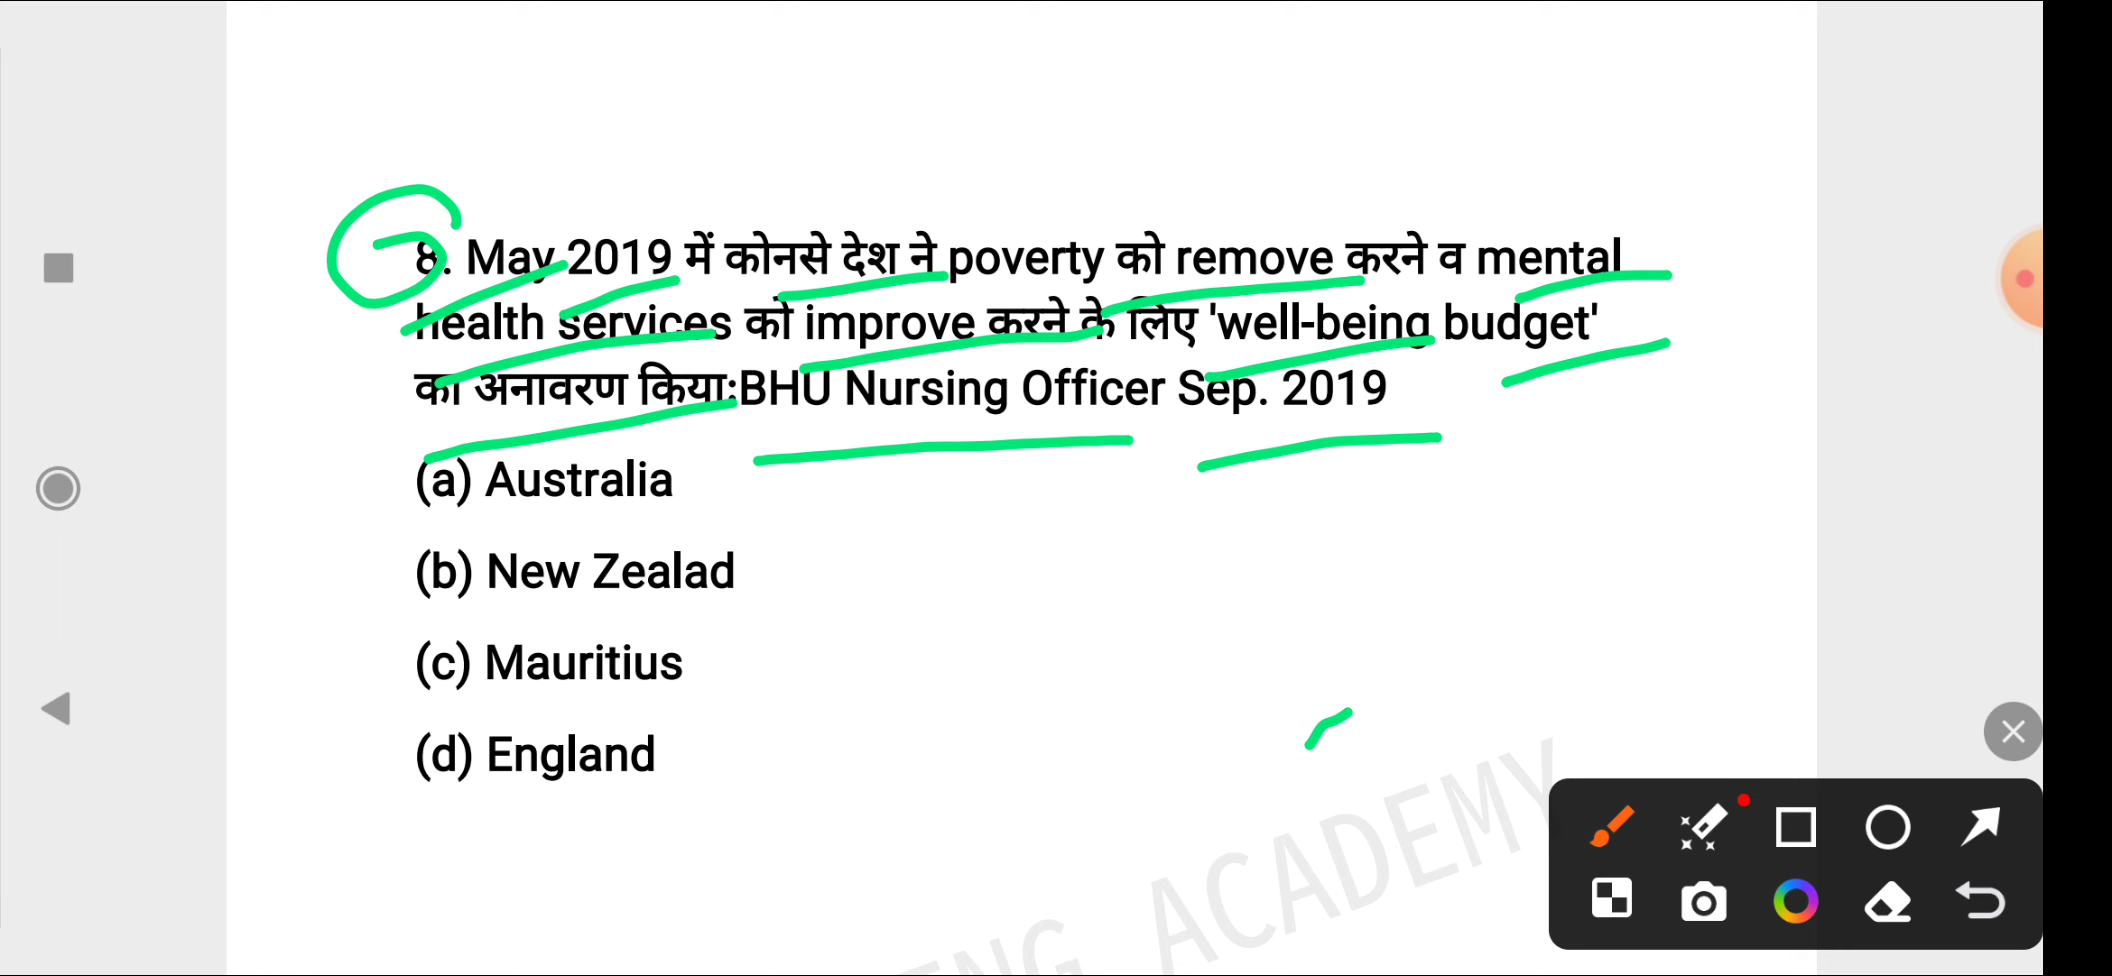 8. May 2019 में कोनसे देश ने poverty को remove करने व mental
health services को improve करने के लिए 'well-being budget'
का अनावरण किया:BHU Nursing Officer Sep. 2019
(a) Australia
(b) New Zealad
(c) Mauritius
(d) England
ACADEMY